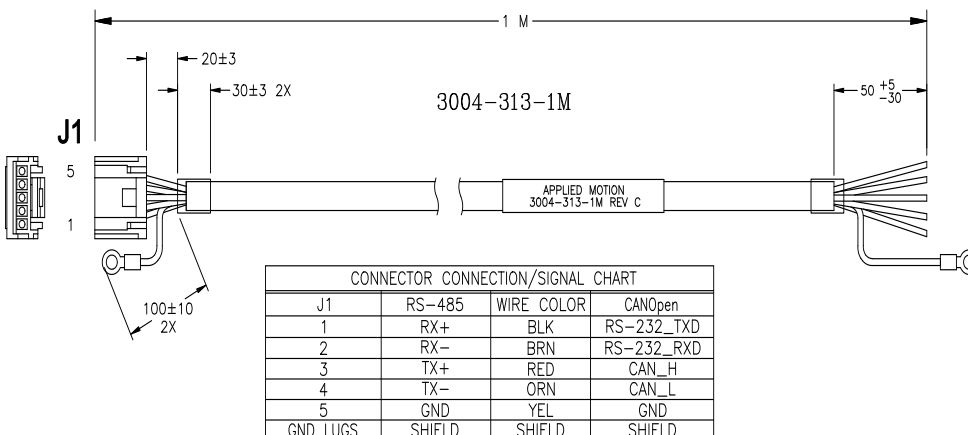 1 M
20±3
30±3 2X
3004-313-1M
50 +5 -30
J1
5
1
APPLIED MOTION
3004-313-1M REV C
100±10
2X
CONNECTOR CONNECTION/SIGNAL CHART
J1 RS-485 WIRE COLOR CANOpen
1 RX+ BLK RS-232_TXD
2 RX- BRN RS-232_RXD
3 TX+ RED CAN_H
4 TX- ORN CAN_L
5 GND YEL GND
GND LUGS SHIELD SHIELD SHIELD